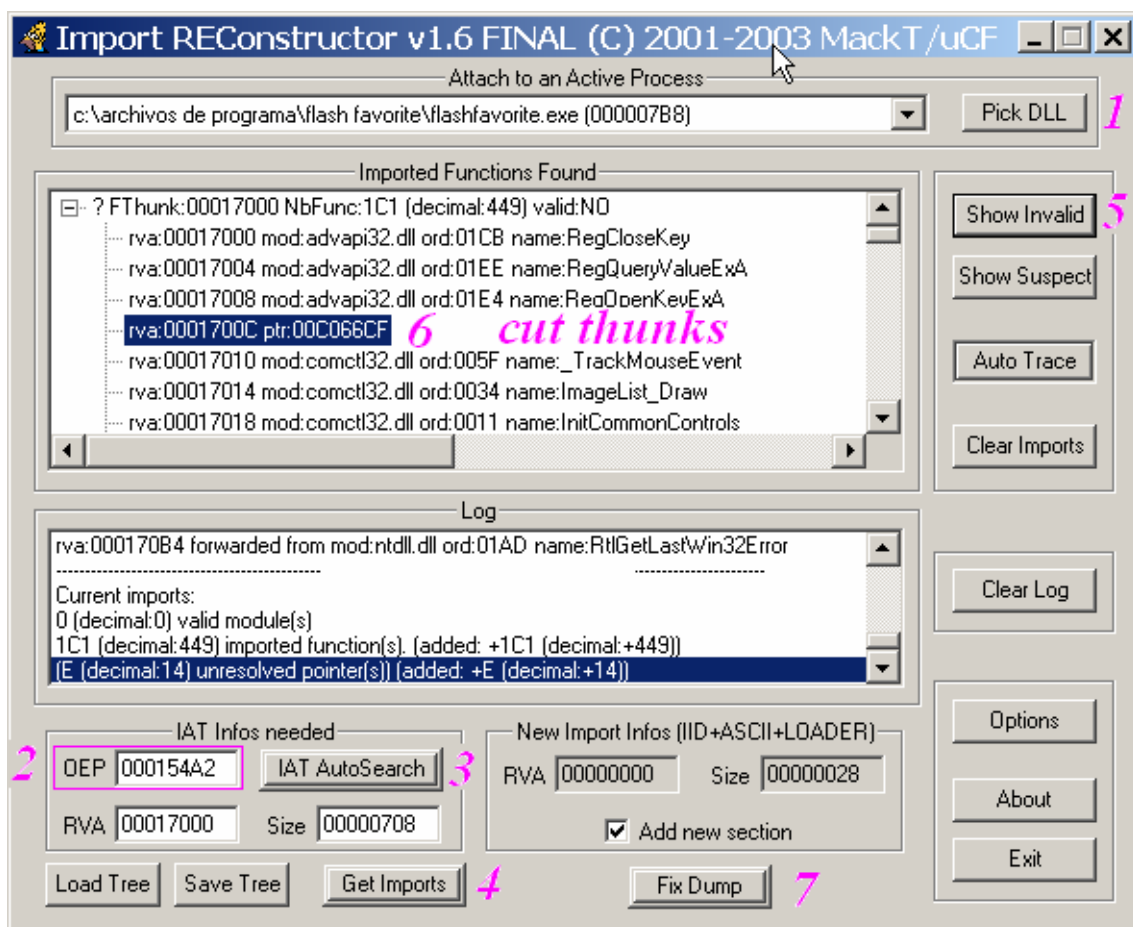 Import REConstructor v1.6 FINAL (C) 2001-2003 MackT/uCF
Attach to an Active Process
c:\archivos de programa\flash favorite\flashfavorite.exe (000007B8)
Pick DLL
1
Imported Functions Found
? FThunk:00017000 NbFunc:1C1 (decimal:449) valid:NO
rva:00017000 mod:advapi32.dll ord:01CB name:RegCloseKey
rva:00017004 mod:advapi32.dll ord:01EE name:RegQueryValueExA
rva:00017008 mod:advapi32.dll ord:01E4 name:RegOpenKeyExA
rva:0001700C ptr:00C066CF
6 cut thunks
rva:00017010 mod:comctl32.dll ord:005F name:_TrackMouseEvent
rva:00017014 mod:comctl32.dll ord:0034 name:ImageList_Draw
rva:00017018 mod:comctl32.dll ord:0011 name:InitCommonControls
Show Invalid
5
Show Suspect
Auto Trace
Clear Imports
Log
rva:000170B4 forwarded from mod:ntdll.dll ord:01AD name:RtlGetLastWin32Error
Current imports:
0 (decimal:0) valid module(s)
1C1 (decimal:449) imported function(s). (added: +1C1 (decimal:+449))
(E (decimal:14) unresolved pointer(s)) (added: +E (decimal:+14))
Clear Log
IAT Infos needed
2
OEP 000154A2
IAT AutoSearch
3
RVA 00017000 Size 00000708
New Import Infos (IID+ASCII+LOADER)
RVA 00000000 Size 00000028
Add new section
Options
About
Exit
Load Tree
Save Tree
Get Imports
4
Fix Dump
7